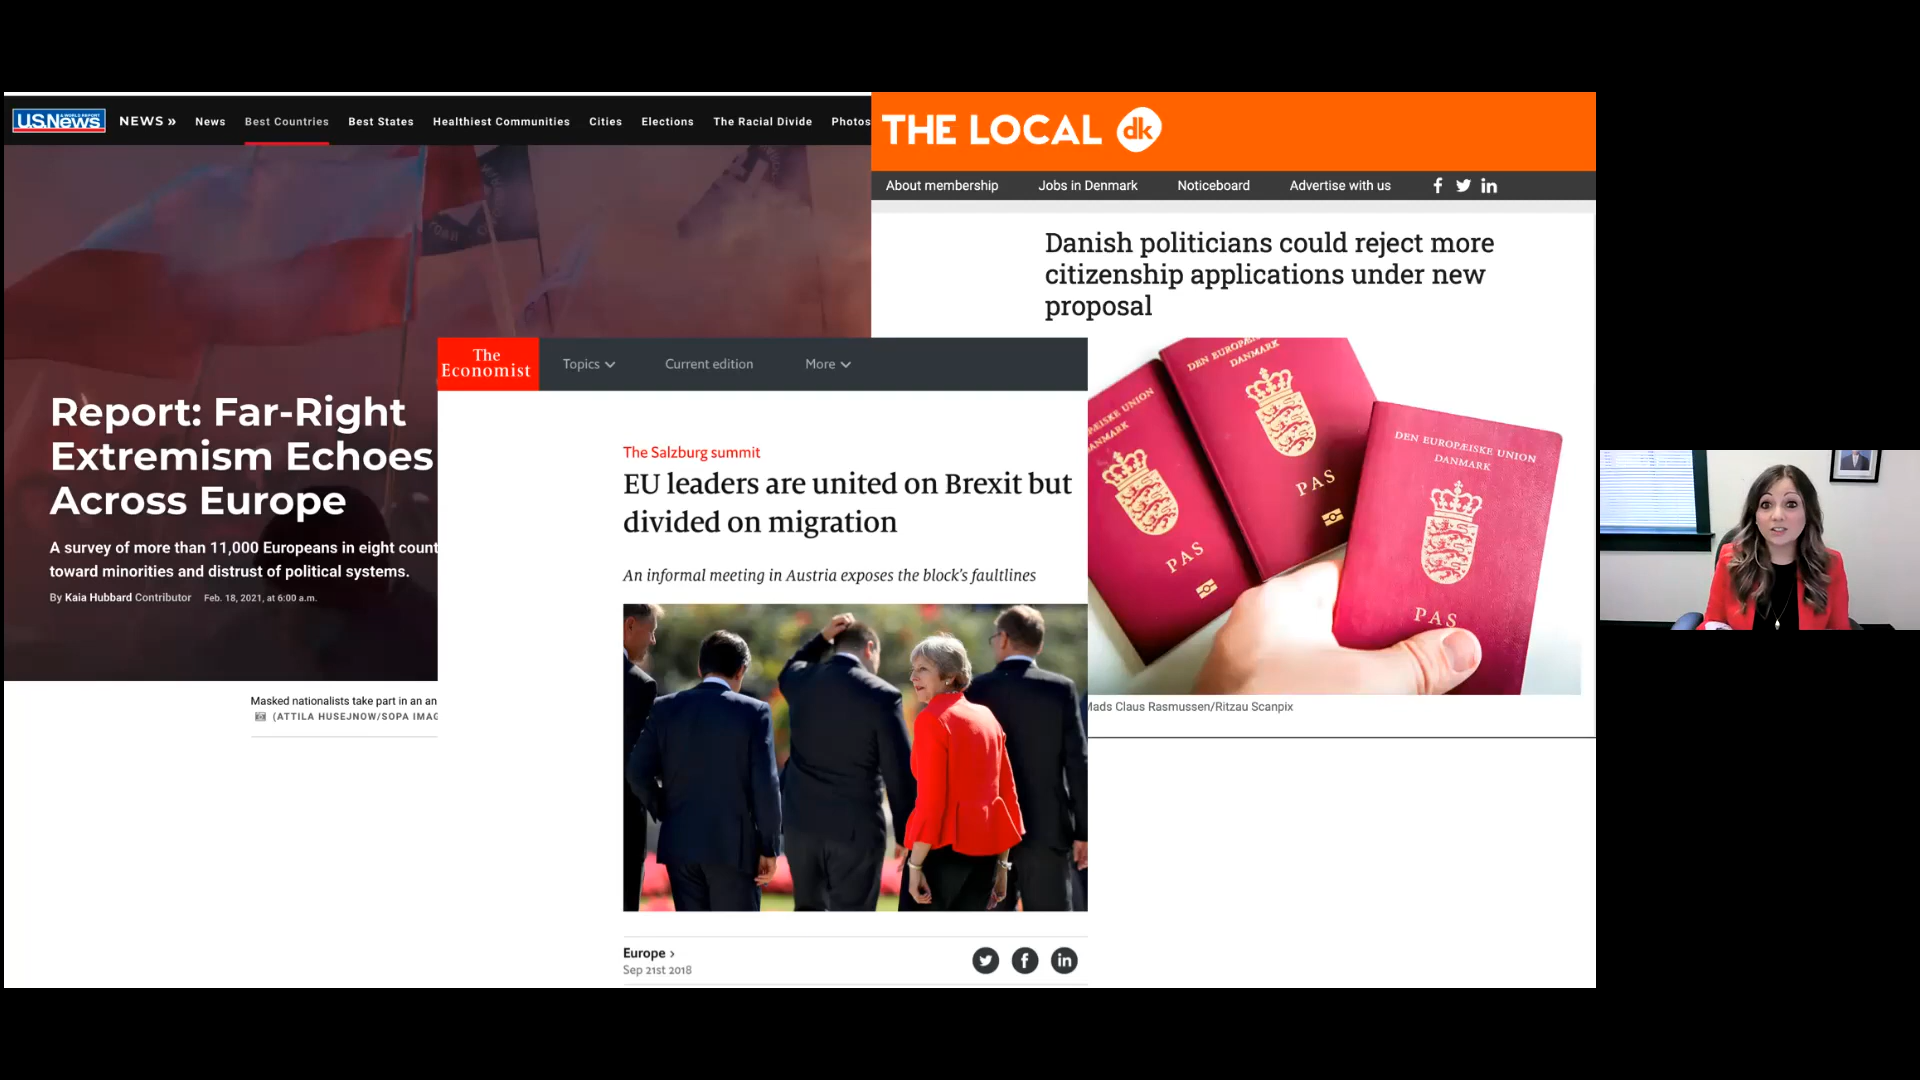 U.S.News
NEWS »
News
Best Countries
Best States
Healthiest Communities
Cities
Elections
The Racial Divide
Photos
Report: Far-Right
Extremism Echoes
Across Europe
A survey of more than 11,000 Europeans in eight count
toward minorities and distrust of political systems.
By Kaia Hubbard Contributor Feb. 18, 2021, at 6:00 a.m.
Masked nationalists take part in an an
(ATTILA HUSEJNOW/SOPA IMAG
THE LOCAL dk
About membership
Jobs in Denmark
Noticeboard
Advertise with us
Danish politicians could reject more
citizenship applications under new
proposal
DANMARK
PAS
DEN EUROPÆISKE UNION
DANMARK
PAS
PAS
Mads Claus Rasmussen/Ritzau Scanpix
The
Economist
Topics
Current edition
More
The Salzburg summit
EU leaders are united on Brexit but
divided on migration
An informal meeting in Austria exposes the block's faultlines
Europe ›
Sep 21st 2018